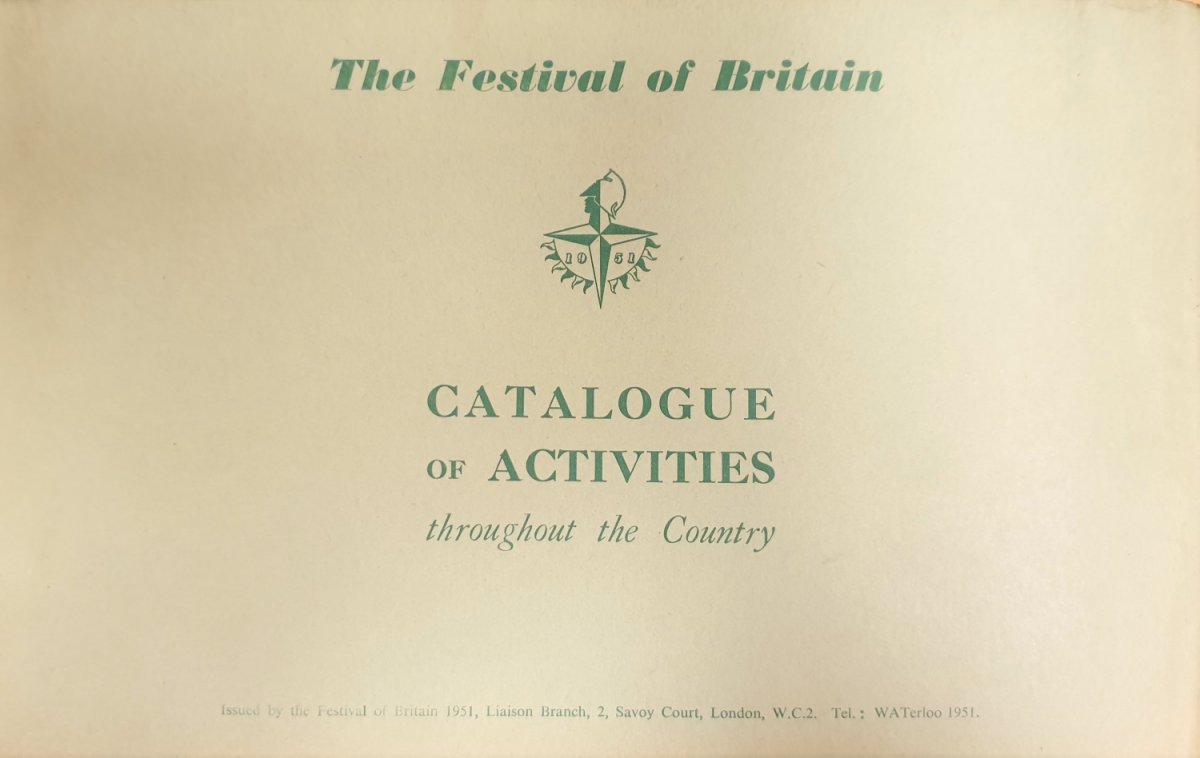 The Festival of Britain
19 51
CATALOGUE
OF ACTIVITIES
throughout the Country
Issued by the Festival of Britain 1951, Liaison Branch, 2, Savoy Court, London, W.C.2. Tel.: WATerloo 1951.